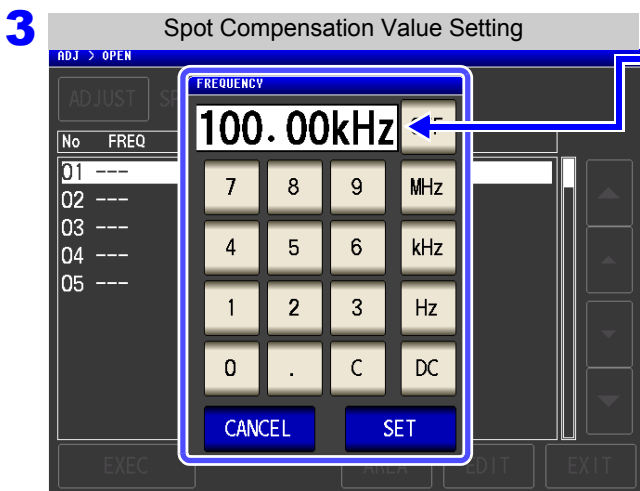 3
Spot Compensation Value Setting
ADJ > OPEN
ADJUST
FREQUENCY
100.00kHz
No FREQ
01 ---
02 ---
03 ---
04 ---
05 ---
7 8 9 MHz
4 5 6 kHz
1 2 3 Hz
0 . C DC
CANCEL SET
EXEC
EDIT
EXIT